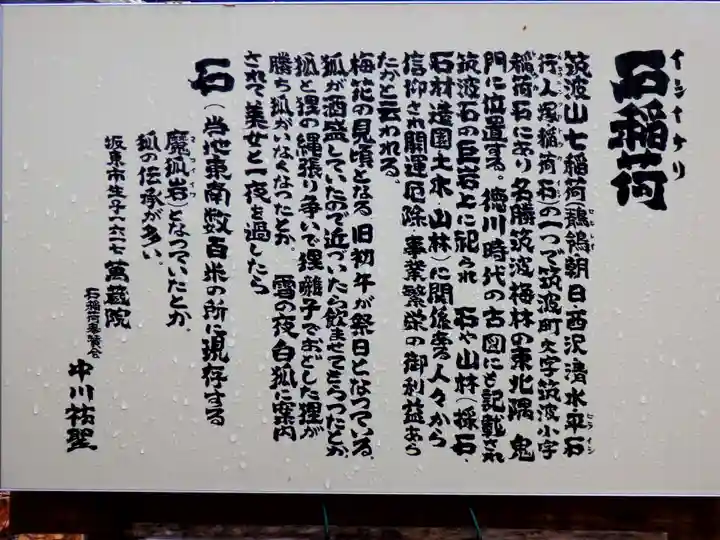 石稲荷
イシイナリ
筑波山七稲荷(鶺鴒朝日・西沢・清水・平石
行人塚稲荷石)の一つで筑波町大字筑波小字
稲荷石にあり名勝筑波梅林の東北隅 鬼
門に位置する。徳川時代の古図にも記載され
筑波石の巨岩上に祀られ 石や山林(採石・
石材造園土木 山林)に関係する人々から
信仰され開運厄除 事業繁栄の御利益あら
たかと云われる。
梅花の見頃となる旧初午が祭日となっている。
狐が酒盛していたので近づいたら飲ませてもらったとか
狐と狸の縄張り争いで狸囃子でおどした狸が
勝ち狐がいなくなったとか。 雪の夜白狐に案内
されて美女と一夜を過したら
石(当地東南数百米の所に現存する
魔狐岩)となっていたとか。
狐の伝承が多い。
坂東市生子一六一七 萬蔵院
石稲荷奉賛会
中川祐聖